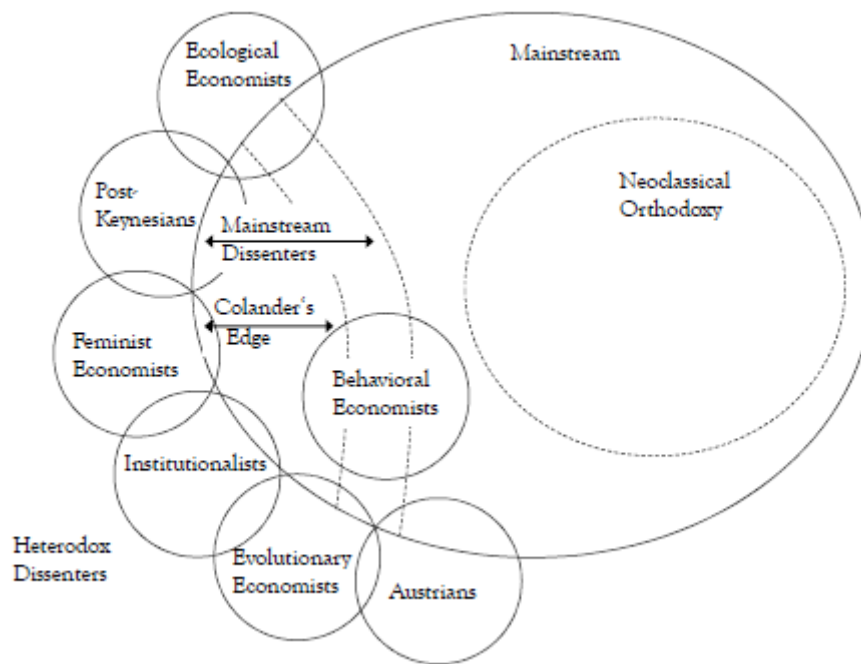 Ecological
Economists
Mainstream
Neoclassical
Orthodoxy
Post-
Keynesians
Mainstream
Dissenters
Colander's
Edge
Feminist
Economists
Behavioral
Economists
Institutionalists
Heterodox
Dissenters
Evolutionary
Economists
Austrians